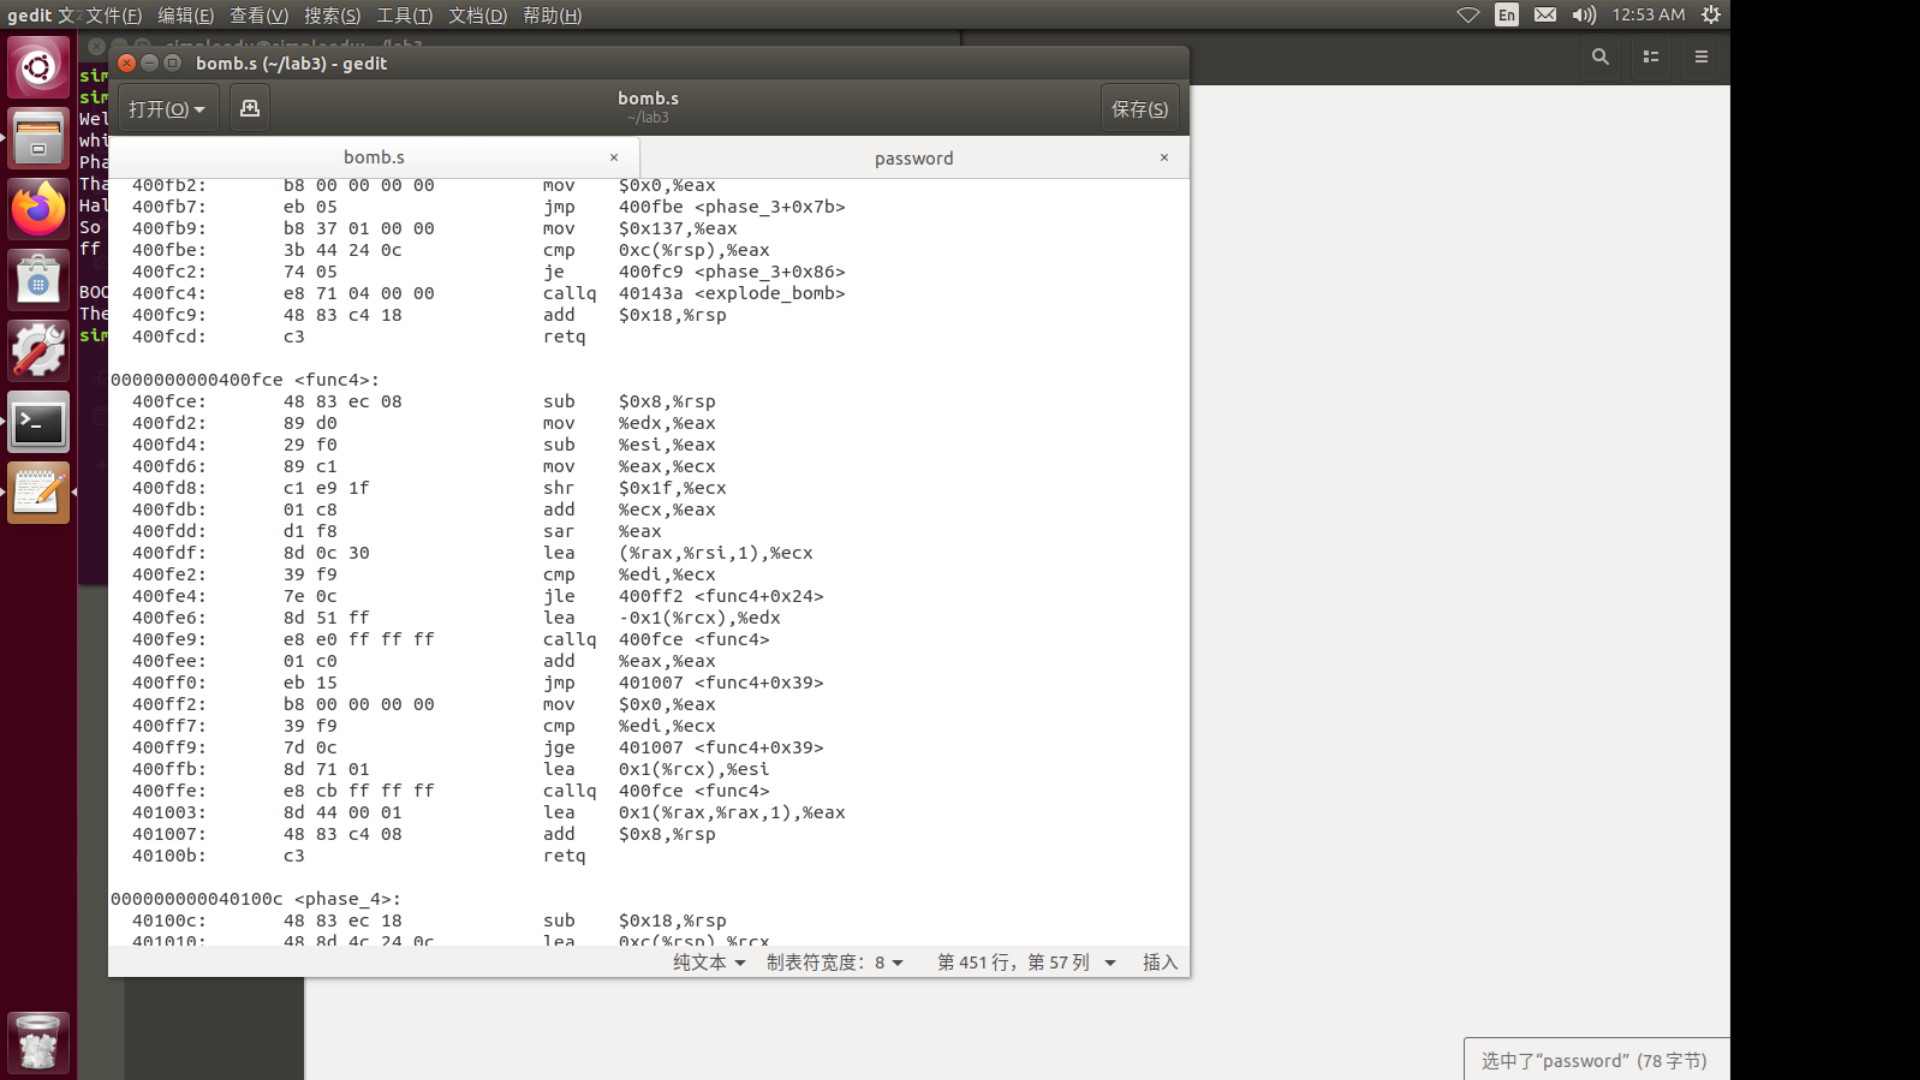 gedit 文 文件(F) 编辑(E) 查看(V) 搜索(S) 工具(T) 文档(D) 帮助(H)
En 12:53 AM
bomb.s (~/lab3) - gedit
打开(O)
bomb.s
~/lab3
保存(S)
bomb.s × password ×
sim
sim
Wel
whi
Pha
Tha
Hal
So
ff
BOO
The
sim
400fb2: b8 00 00 00 00 mov $0x0,%eax
400fb7: eb 05 jmp 400fbe <phase_3+0x7b>
400fb9: b8 37 01 00 00 mov $0x137,%eax
400fbe: 3b 44 24 0c cmp 0xc(%rsp),%eax
400fc2: 74 05 je 400fc9 <phase_3+0x86>
400fc4: e8 71 04 00 00 callq 40143a <explode_bomb>
400fc9: 48 83 c4 18 add $0x18,%rsp
400fcd: c3 retq
0000000000400fce <func4>:
400fce: 48 83 ec 08 sub $0x8,%rsp
400fd2: 89 d0 mov %edx,%eax
400fd4: 29 f0 sub %esi,%eax
400fd6: 89 c1 mov %eax,%ecx
400fd8: c1 e9 1f shr $0x1f,%ecx
400fdb: 01 c8 add %ecx,%eax
400fdd: d1 f8 sar %eax
400fdf: 8d 0c 30 lea (%rax,%rsi,1),%ecx
400fe2: 39 f9 cmp %edi,%ecx
400fe4: 7e 0c jle 400ff2 <func4+0x24>
400fe6: 8d 51 ff lea -0x1(%rcx),%edx
400fe9: e8 e0 ff ff ff callq 400fce <func4>
400fee: 01 c0 add %eax,%eax
400ff0: eb 15 jmp 401007 <func4+0x39>
400ff2: b8 00 00 00 00 mov $0x0,%eax
400ff7: 39 f9 cmp %edi,%ecx
400ff9: 7d 0c jge 401007 <func4+0x39>
400ffb: 8d 71 01 lea 0x1(%rcx),%esi
400ffe: e8 cb ff ff ff callq 400fce <func4>
401003: 8d 44 00 01 lea 0x1(%rax,%rax,1),%eax
401007: 48 83 c4 08 add $0x8,%rsp
40100b: c3 retq
000000000040100c <phase_4>:
40100c: 48 83 ec 18 sub $0x18,%rsp
401010: 48 8d 4c 24 0c lea 0xc(%rsp),%rcx
纯文本 制表符宽度：8 第 451 行，第 57 列 插入
选中了“password” (78 字节)